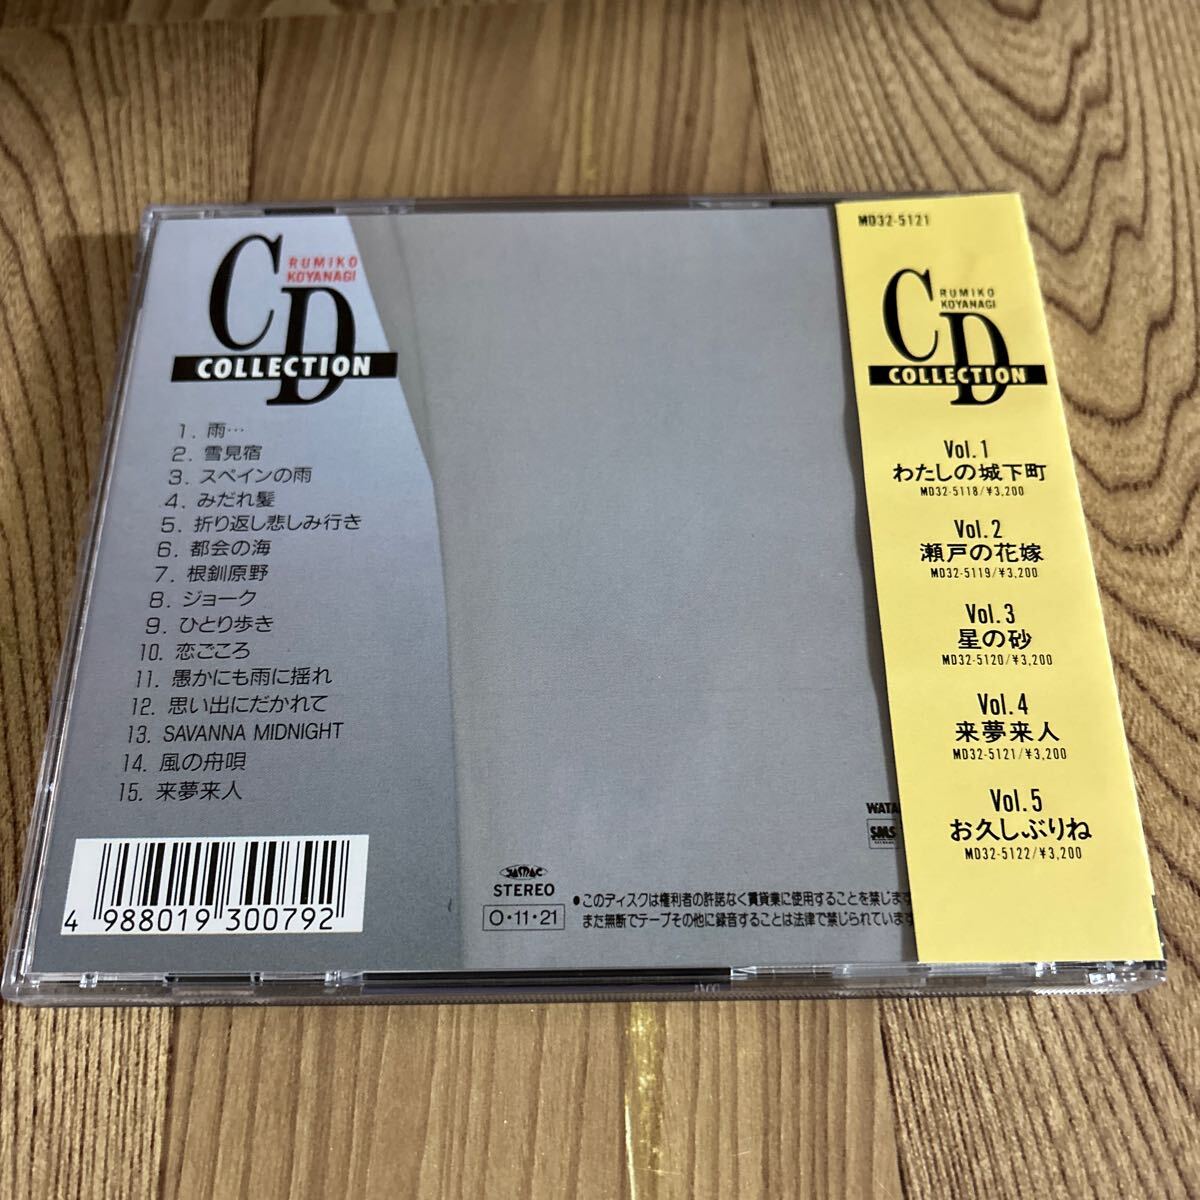 CD
RUMIKO
KOYANAGI
COLLECTION
1. 雨…
2. 雪見宿
3. スペインの雨
4. みだれ髪
5. 折り返し悲しみ行き
6. 都会の海
7. 根釧原野
8. ジョーク
9. ひとり歩き
10. 恋ごころ
11. 愚かにも雨に揺れ
12. 思い出にだかれて
13. SAVANNA MIDNIGHT
14. 風の舟唄
15. 来夢来人
4 988019 300792
STEREO
O・11・21
●このディスクは権利者の許諾なく賃貸業に使用することを禁じます
また無断でテープその他に録音することは法律で禁じられています
WATA
SMS
MD32-5121
CD
RUMIKO
KOYANAGI
COLLECTION
Vol.1
わたしの城下町
MD32-5118/¥3,200
Vol.2
瀬戸の花嫁
MD32-5119/¥3,200
Vol.3
星の砂
MD32-5120/¥3,200
Vol.4
来夢来人
MD32-5121/¥3,200
Vol.5
お久しぶりね
MD32-5122/¥3,200